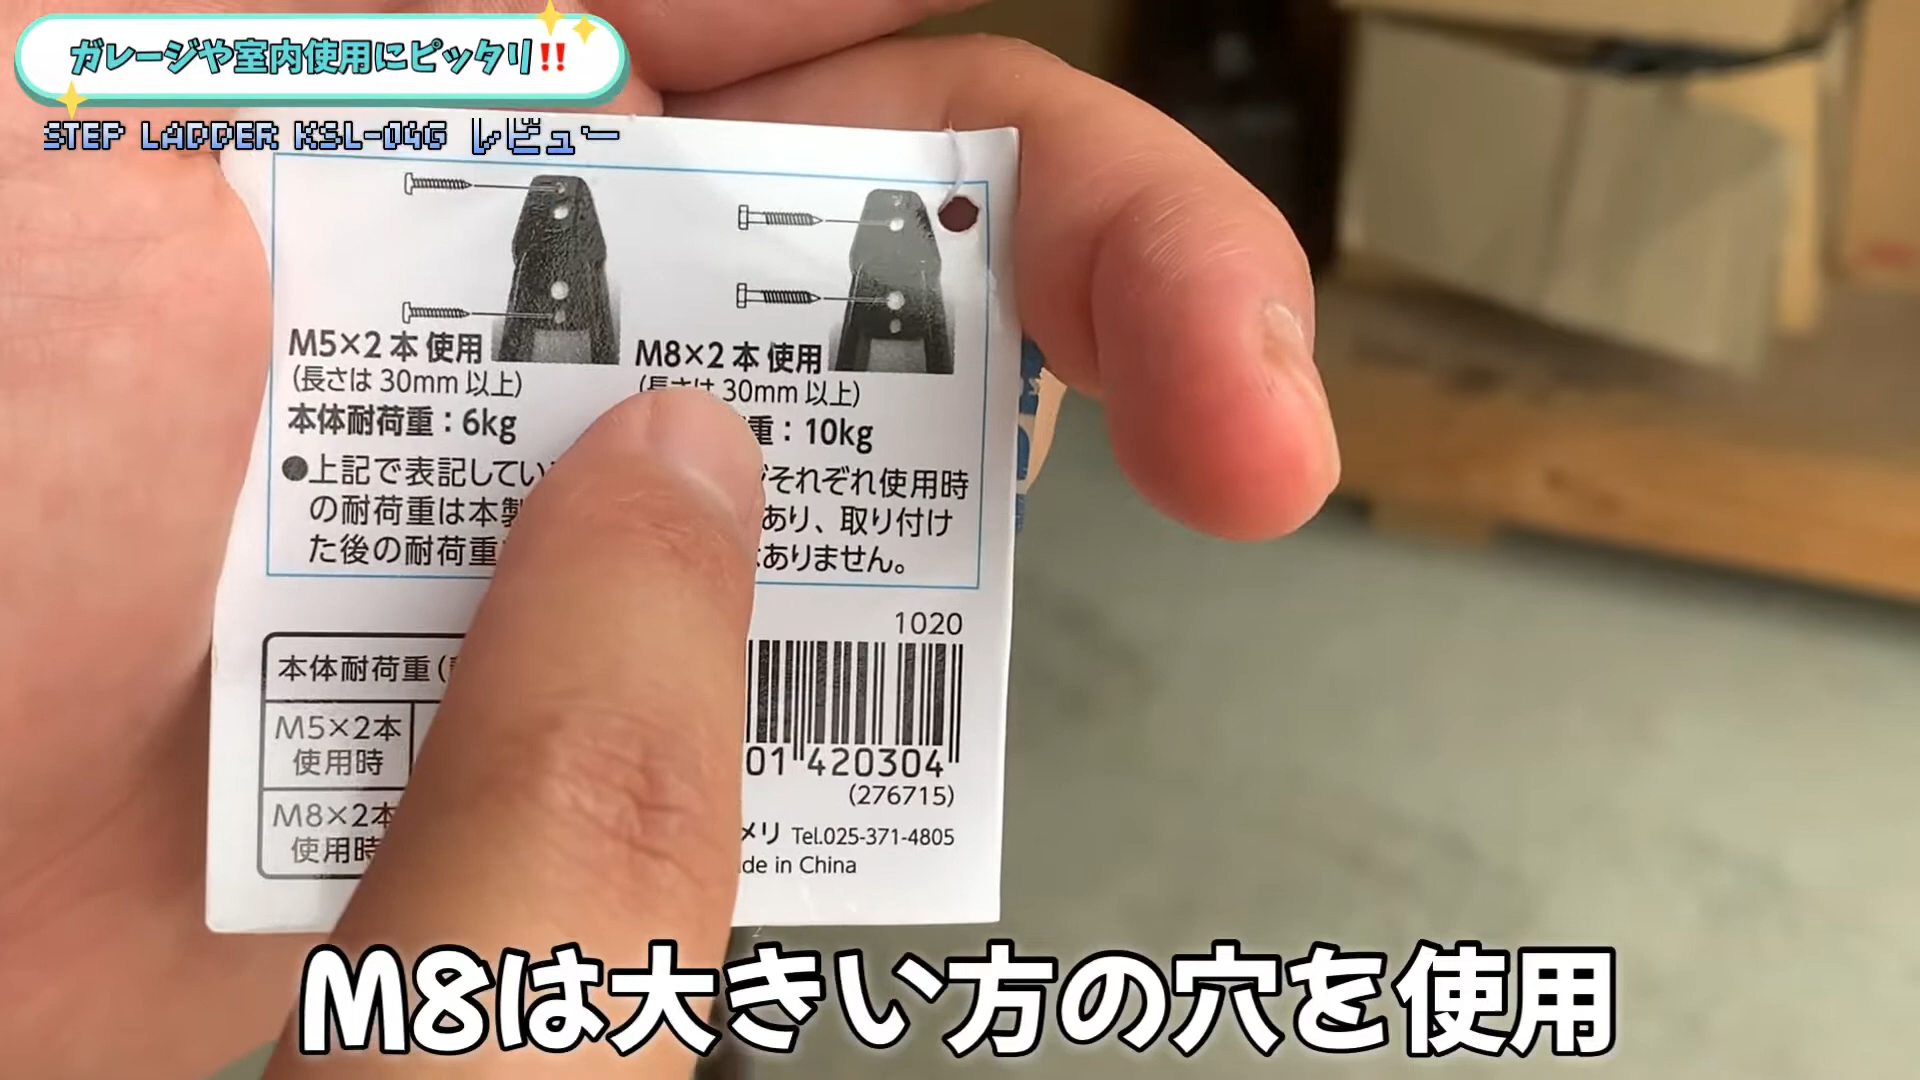 ガレージや室内使用にピッタリ‼
STEP LADDER KSL-04G レビュー
M5×2本使用
(長さは30mm以上)
本体耐荷重：6kg
M8×2本使用
(長さは30mm以上)
重：10kg
●上記で表記してい
それぞれ使用時
の耐荷重は本製
あり、取り付け
た後の耐荷重
はありません。
1020
本体耐荷重(
M5×2本
使用時
M8×2本
使用時
01 420304
(276715)
メリ Tel.025-371-4805
de in China
M8は大きい方の穴を使用